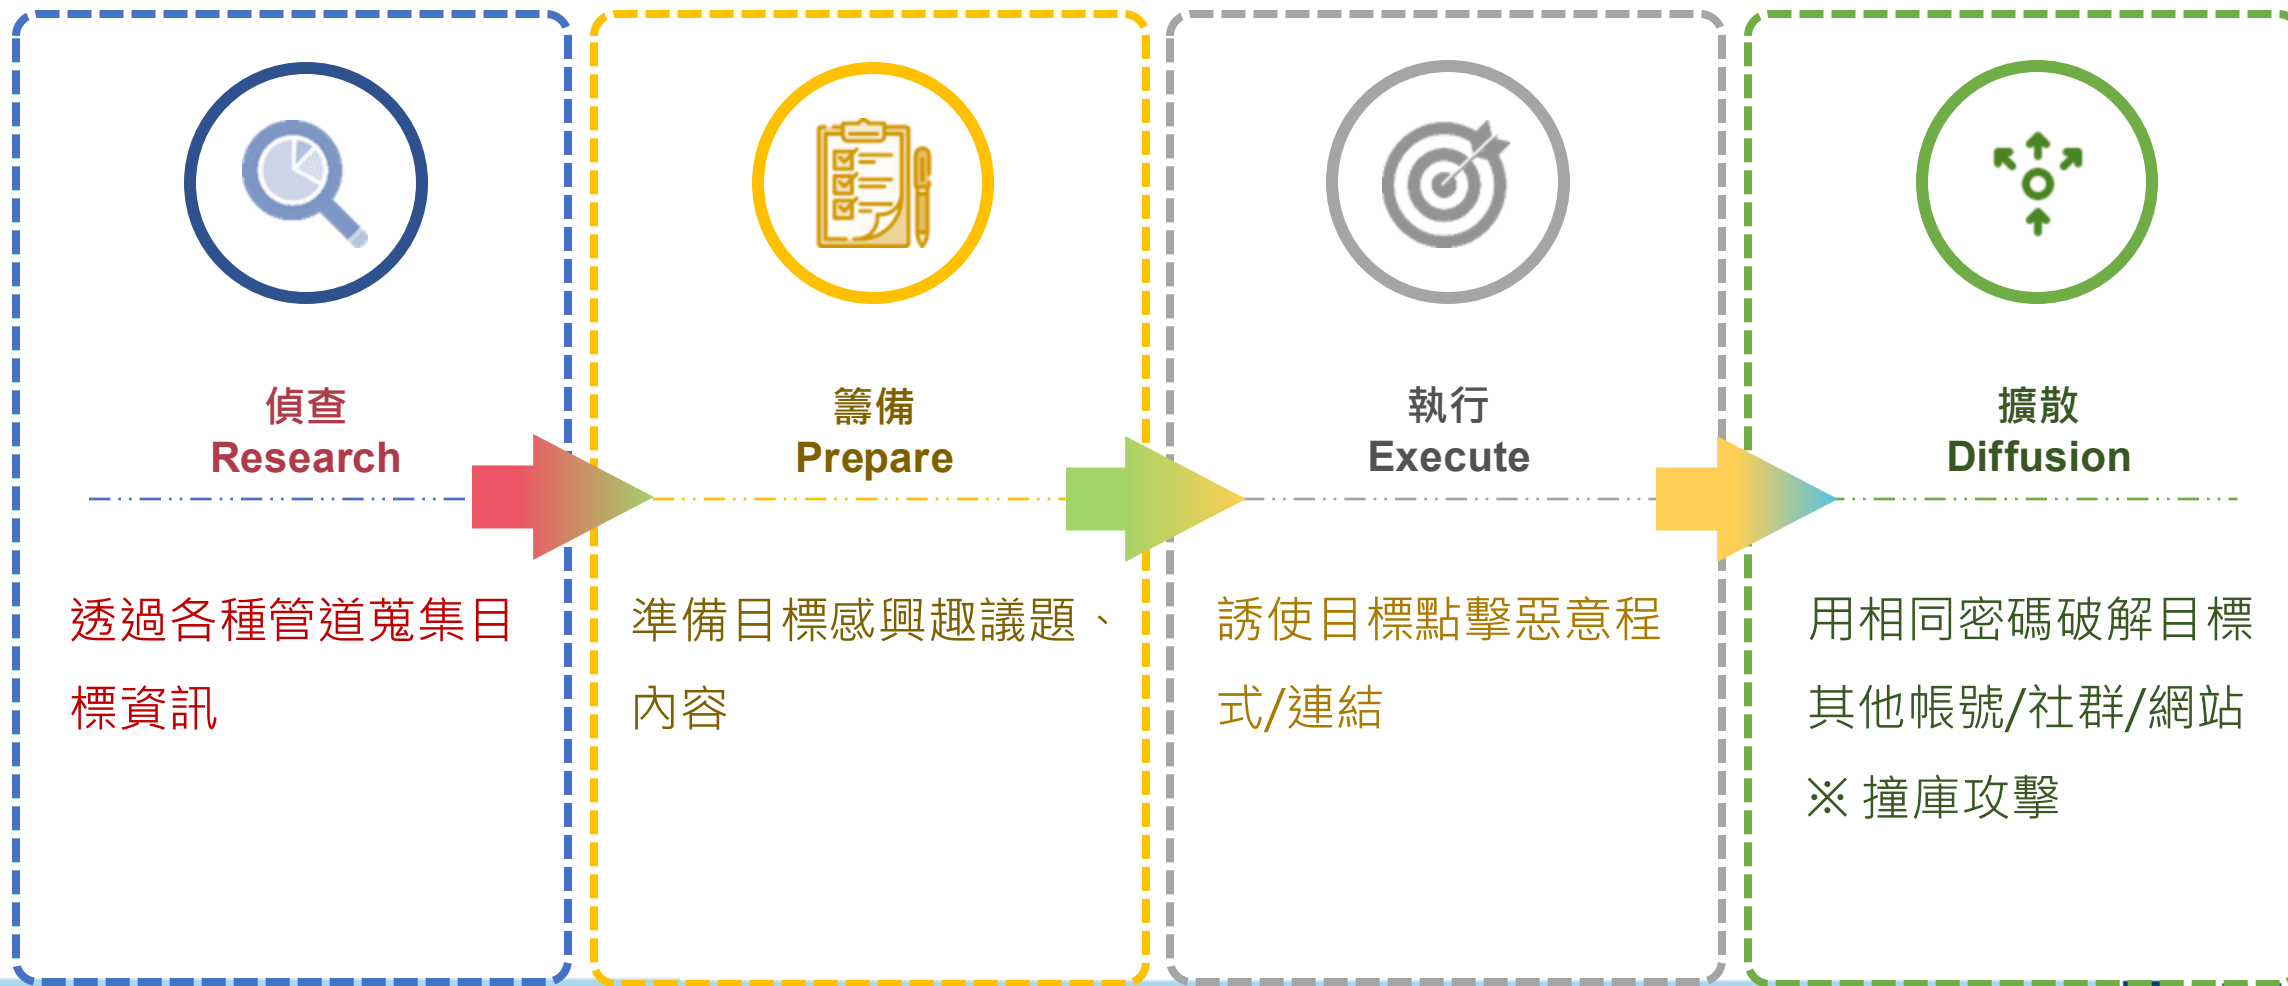 偵查
Research
透過各種管道蒐集目
標資訊
籌備
Prepare
準備目標感興趣議題、
內容
執行
Execute
誘使目標點擊惡意程
式/連結
擴散
Diffusion
用相同密碼破解目標
其他帳號/社群/網站
※ 撞庫攻擊